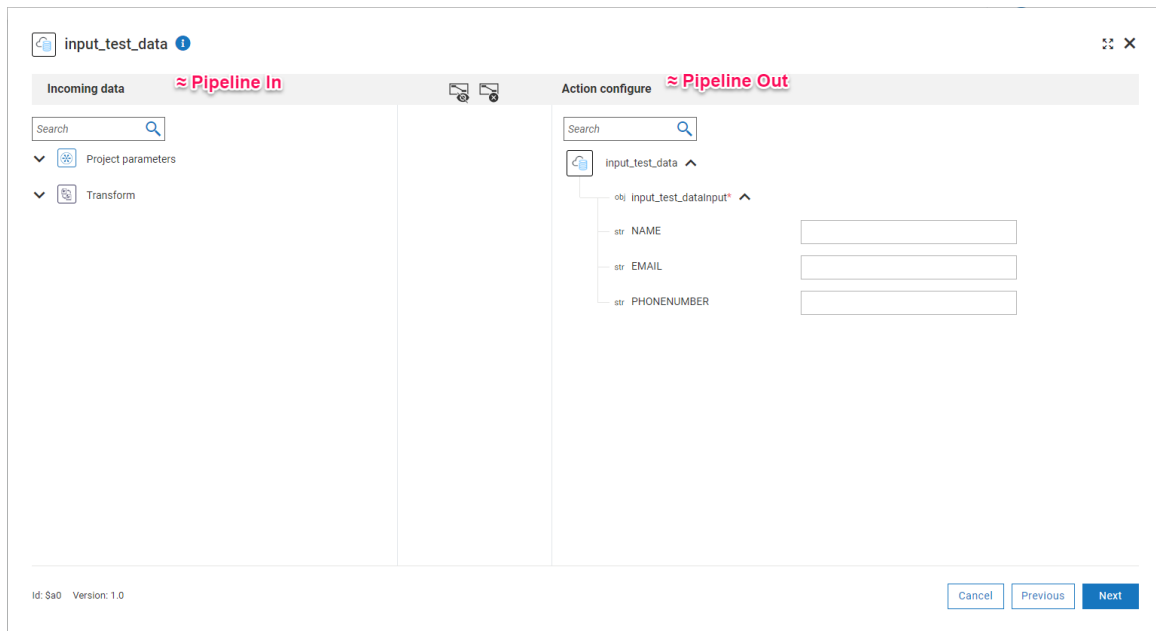 input_test_data i
Incoming data ≈ Pipeline In Action configure ≈ Pipeline Out
Search Search
Project parameters input_test_data
Transform obj input_test_dataInput*
str NAME
str EMAIL
str PHONENUMBER
Id: $a0 Version: 1.0 Cancel Previous Next